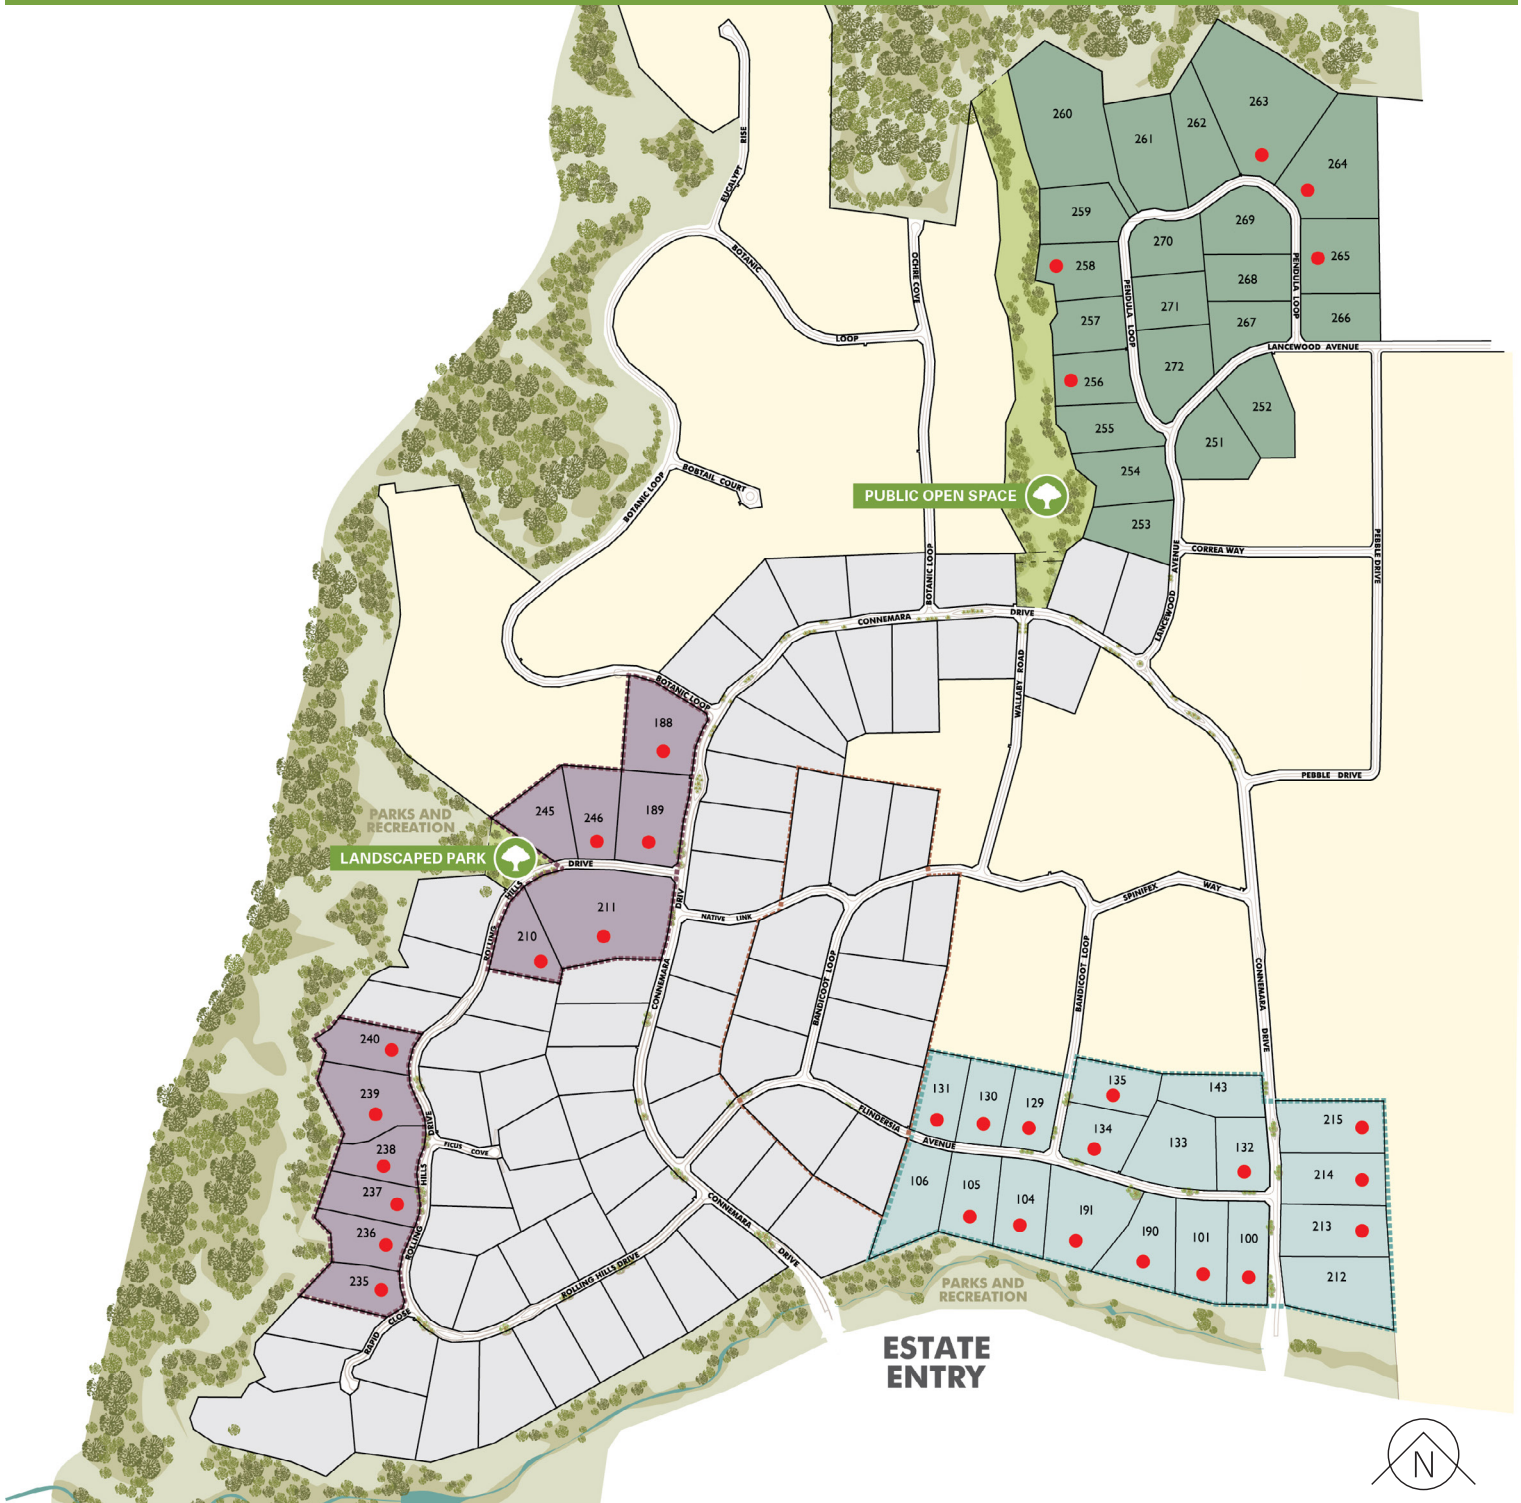 260
261
262
263
264
RISE
EUCALYPT
259
269
270
BOTANIC
258
265
OCHRE COVE
PENDULA LOOP
268
PENDULA LOOP
271
257
267
266
LOOP
LANCEWOOD AVENUE
272
256
252
255
251
BOBTAIL COURT
254
BOTANIC LOOP
PUBLIC OPEN SPACE
253
CORREA WAY
PEBBLE DRIVE
BOTANIC LOOP
LANCEWOOD AVENUE
CONNEMARA DRIVE
WALLABY ROAD
BOTANIC LOOP
188
PEBBLE DRIVE
245
246
189
PARKS AND
RECREATION
LANDSCAPED PARK
ROLLING HILLS DRIVE
SPINIFEX WAY
DRIV
211
NATIVE LINK
210
CONNEMARA
BANDICOOT LOOP
BANDICOOT LOOP
CONNEMARA DRIVE
240
239
131
130
129
135
143
FLINDERSIA AVENUE
215
134
133
132
238
FICUS COVE
ROLLING HILLS DRIVE
237
106
105
104
191
214
236
190
101
100
213
CONNEMARA DRIVE
235
ROLLING HILLS DRIVE
212
PARKS AND
RECREATION
RAPID CLOSE
ESTATE
ENTRY
N